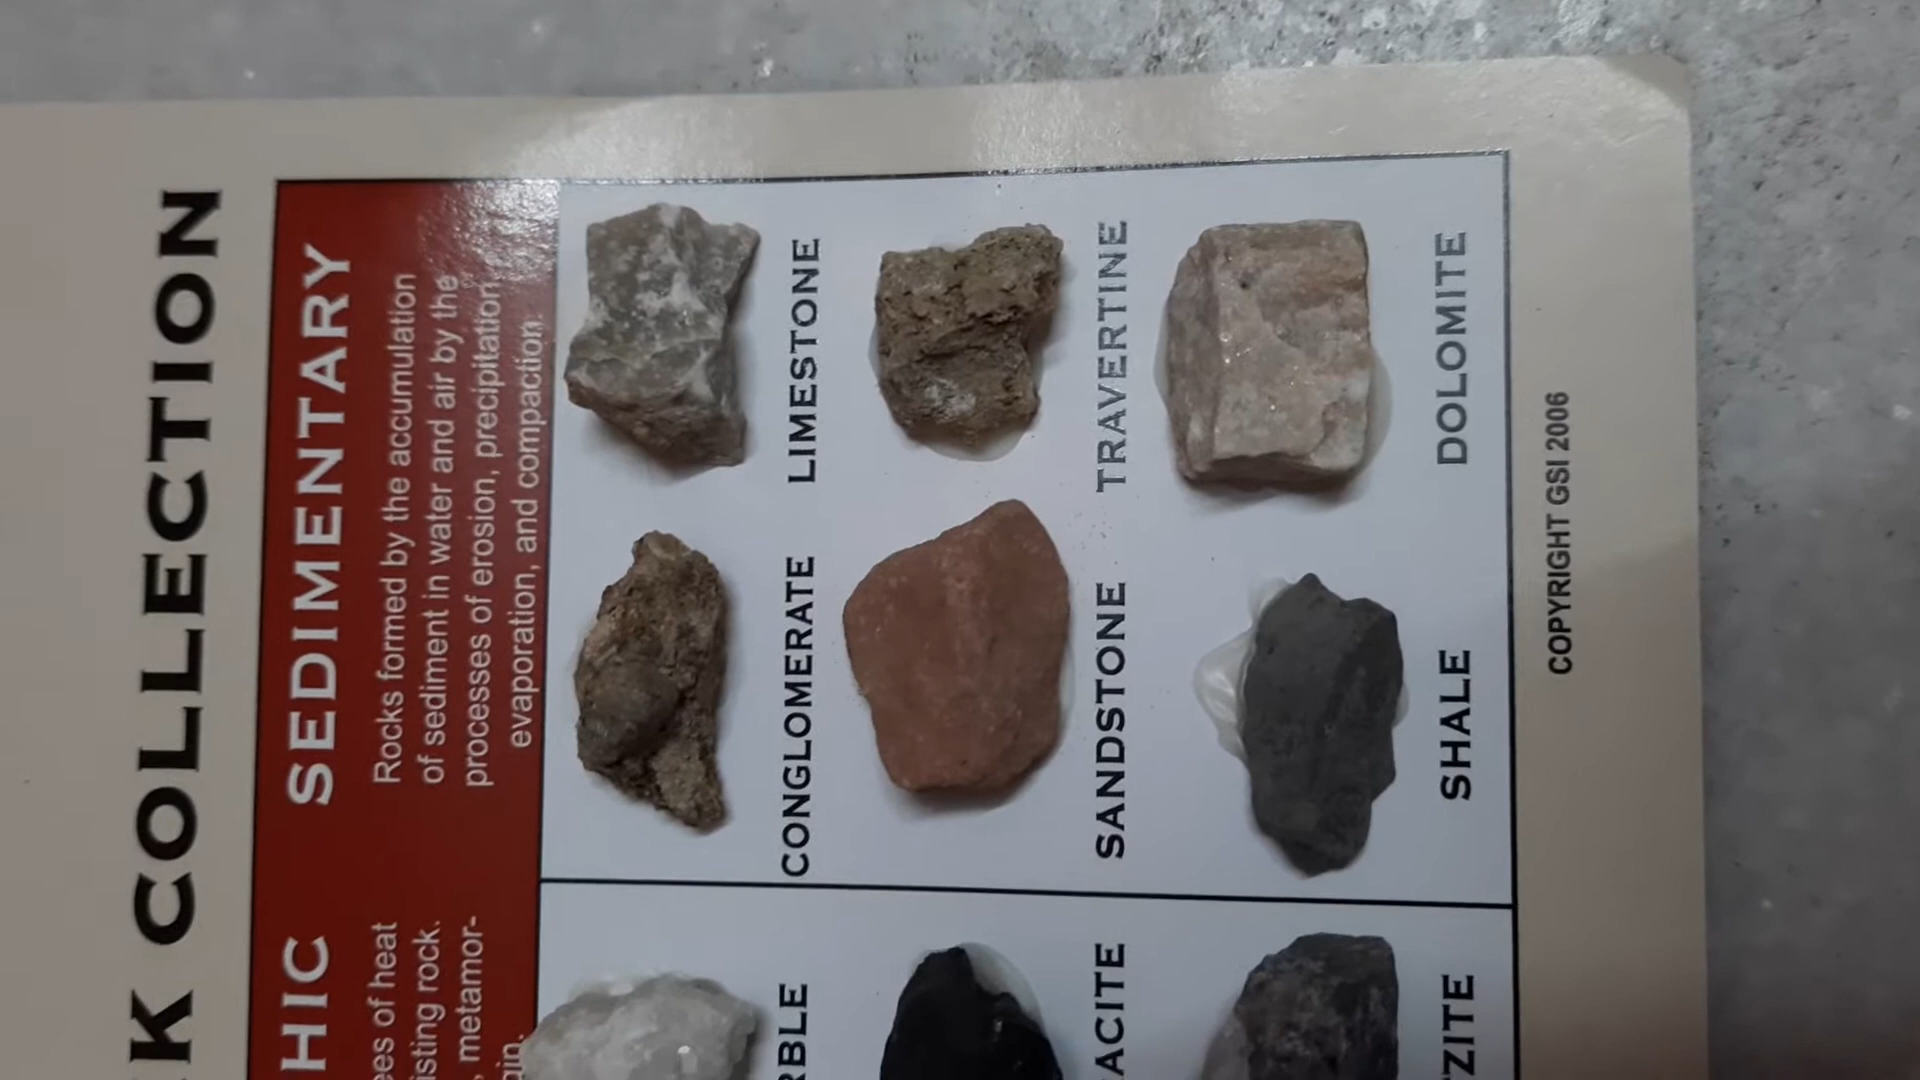 K COLLECTION
HIC
ees of heat
isting rock.
, metamor-
gin.
RBLE
ACITE
ZITE
SEDIMENTARY
Rocks formed by the accumulation
of sediment in water and air by the
processes of erosion, precipitation,
evaporation, and compaction.
CONGLOMERATE
LIMESTONE
SANDSTONE
TRAVERTINE
SHALE
DOLOMITE
COPYRIGHT GSI 2006